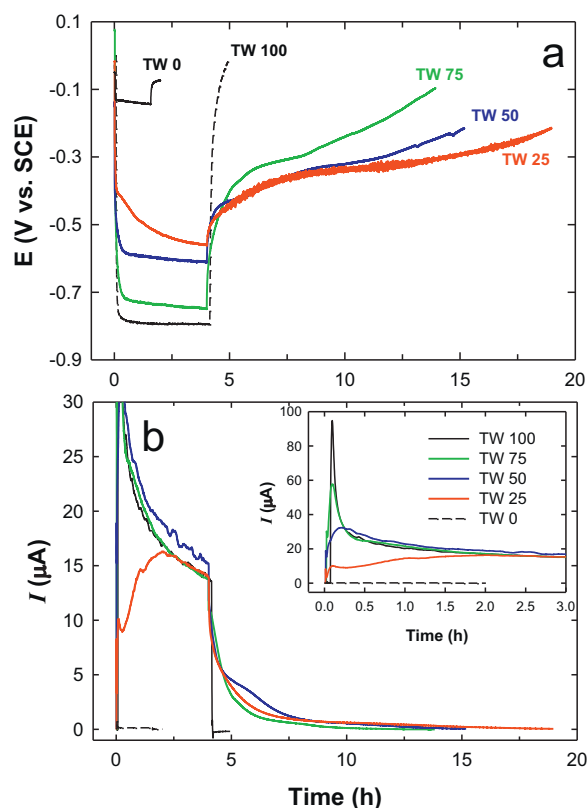 0.1
-0.1
-0.3
-0.5
-0.7
-0.9
E (V vs. SCE)
TW 0
TW 100
TW 75
TW 50
TW 25
a
0 5 10 15 20
30
25
20
15
10
5
0
I (μA)
b
100
80
60
40
20
0
I (μA)
TW 100
TW 75
TW 50
TW 25
TW 0
0.0 0.5 1.0 1.5 2.0 2.5 3.0
Time (h)
0 5 10 15 20
Time (h)